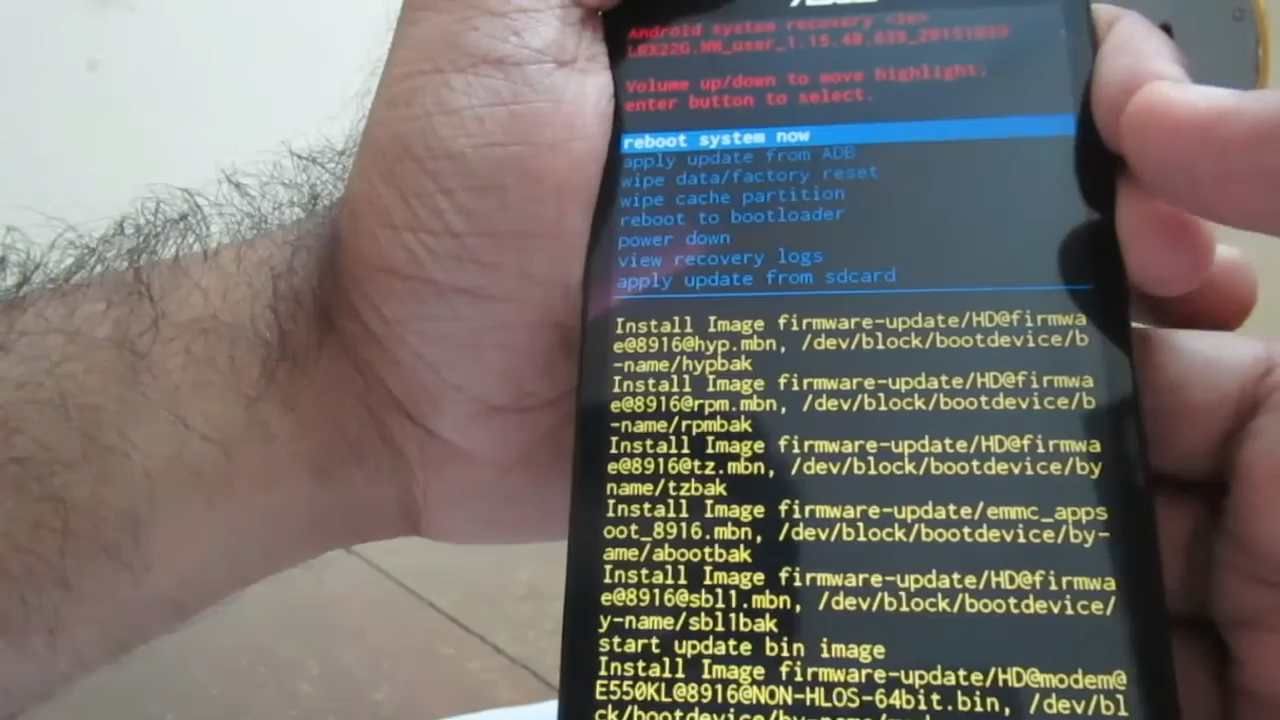 Android system recovery <3e>
LRX22G.WW_user_1.15.40.639_20151023
Volume up/down to move highlight;
enter button to select.
reboot system now
apply update from ADB
wipe data/factory reset
wipe cache partition
reboot to bootloader
power down
view recovery logs
apply update from sdcard
Install Image firmware-update/HD@firmwa
e@8916@hyp.mbn, /dev/block/bootdevice/b
-name/hypbak
Install Image firmware-update/HD@firmwa
e@8916@rpm.mbn, /dev/block/bootdevice/b
-name/rpmbak
Install Image firmware-update/HD@firmwa
e@8916@tz.mbn, /dev/block/bootdevice/by
name/tzbak
Install Image firmware-update/emmc_apps
oot_8916.mbn, /dev/block/bootdevice/by-
ame/abootbak
Install Image firmware-update/HD@firmwa
e@8916@sbl1.mbn, /dev/block/bootdevice/
y-name/sbl1bak
start update bin image
Install Image firmware-update/HD@modem@
E550KL@8916@NON-HLOS-64bit.bin, /dev/bl